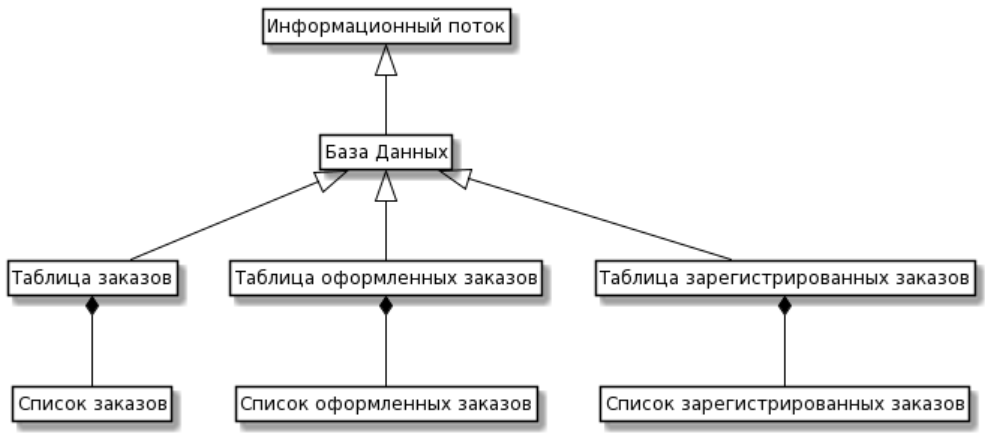 Информационный поток
База Данных
Таблица заказов
Таблица оформленных заказов
Таблица зарегистрированных заказов
Список заказов
Список оформленных заказов
Список зарегистрированных заказов